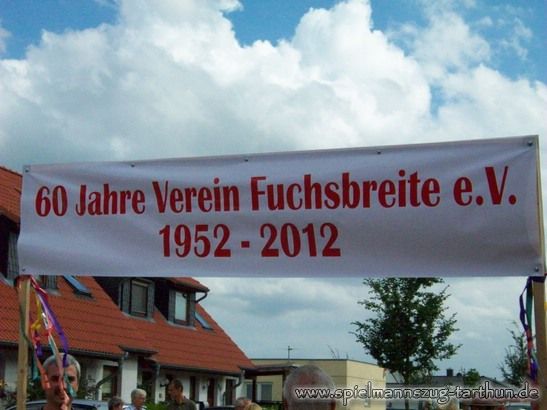 60 Jahre Verein Fuchsbreite e.V.
1952 - 2012
www.spielmannszug-tarthun.de